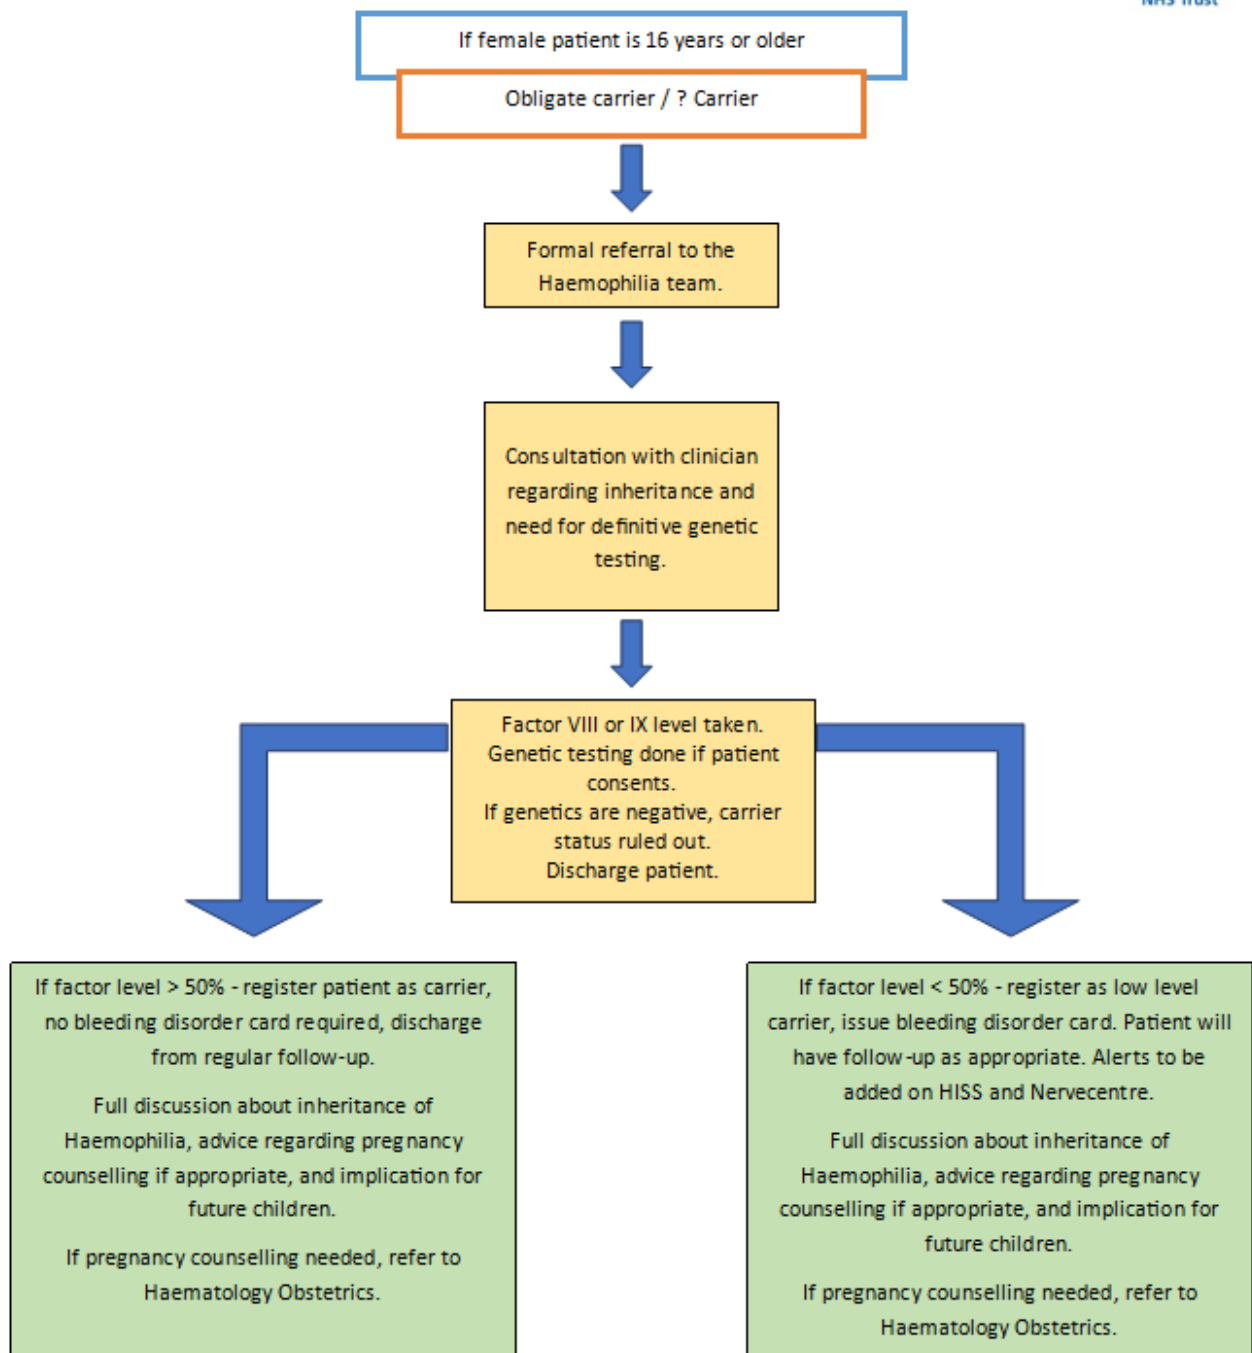 NHS Trust
If female patient is 16 years or older
Obligate carrier / ? Carrier
Formal referral to the
Haemophilia team.
Consultation with clinician
regarding inheritance and
need for definitive genetic
testing.
Factor VIII or IX level taken.
Genetic testing done if patient
consents.
If genetics are negative, carrier
status ruled out.
Discharge patient.
If factor level > 50% - register patient as carrier,
no bleeding disorder card required, discharge
from regular follow-up.
Full discussion about inheritance of
Haemophilia, advice regarding pregnancy
counselling if appropriate, and implication for
future children.
If pregnancy counselling needed, refer to
Haematology Obstetrics.
If factor level < 50% - register as low level
carrier, issue bleeding disorder card. Patient will
have follow-up as appropriate. Alerts to be
added on HISS and Nervecentre.
Full discussion about inheritance of
Haemophilia, advice regarding pregnancy
counselling if appropriate, and implication for
future children.
If pregnancy counselling needed, refer to
Haematology Obstetrics.